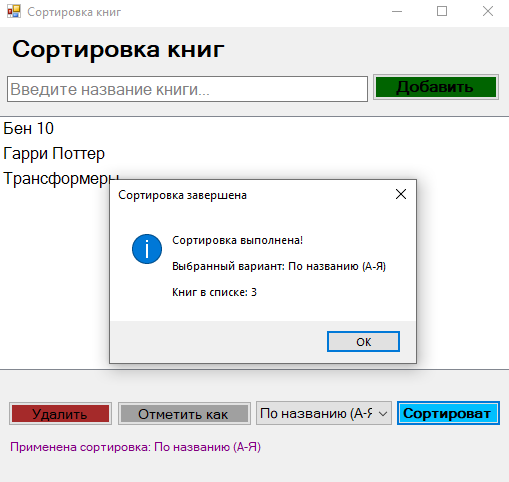 Сортировка книг
Сортировка книг
Введите название книги...
Добавить
Бен 10
Гарри Поттер
Трансформеры
Сортировка завершена
Сортировка выполнена!
Выбранный вариант: По названию (А-Я)
Книг в списке: 3
ОК
Удалить
Отметить как
По названию (А-Я
Сортироват
Применена сортировка: По названию (А-Я)